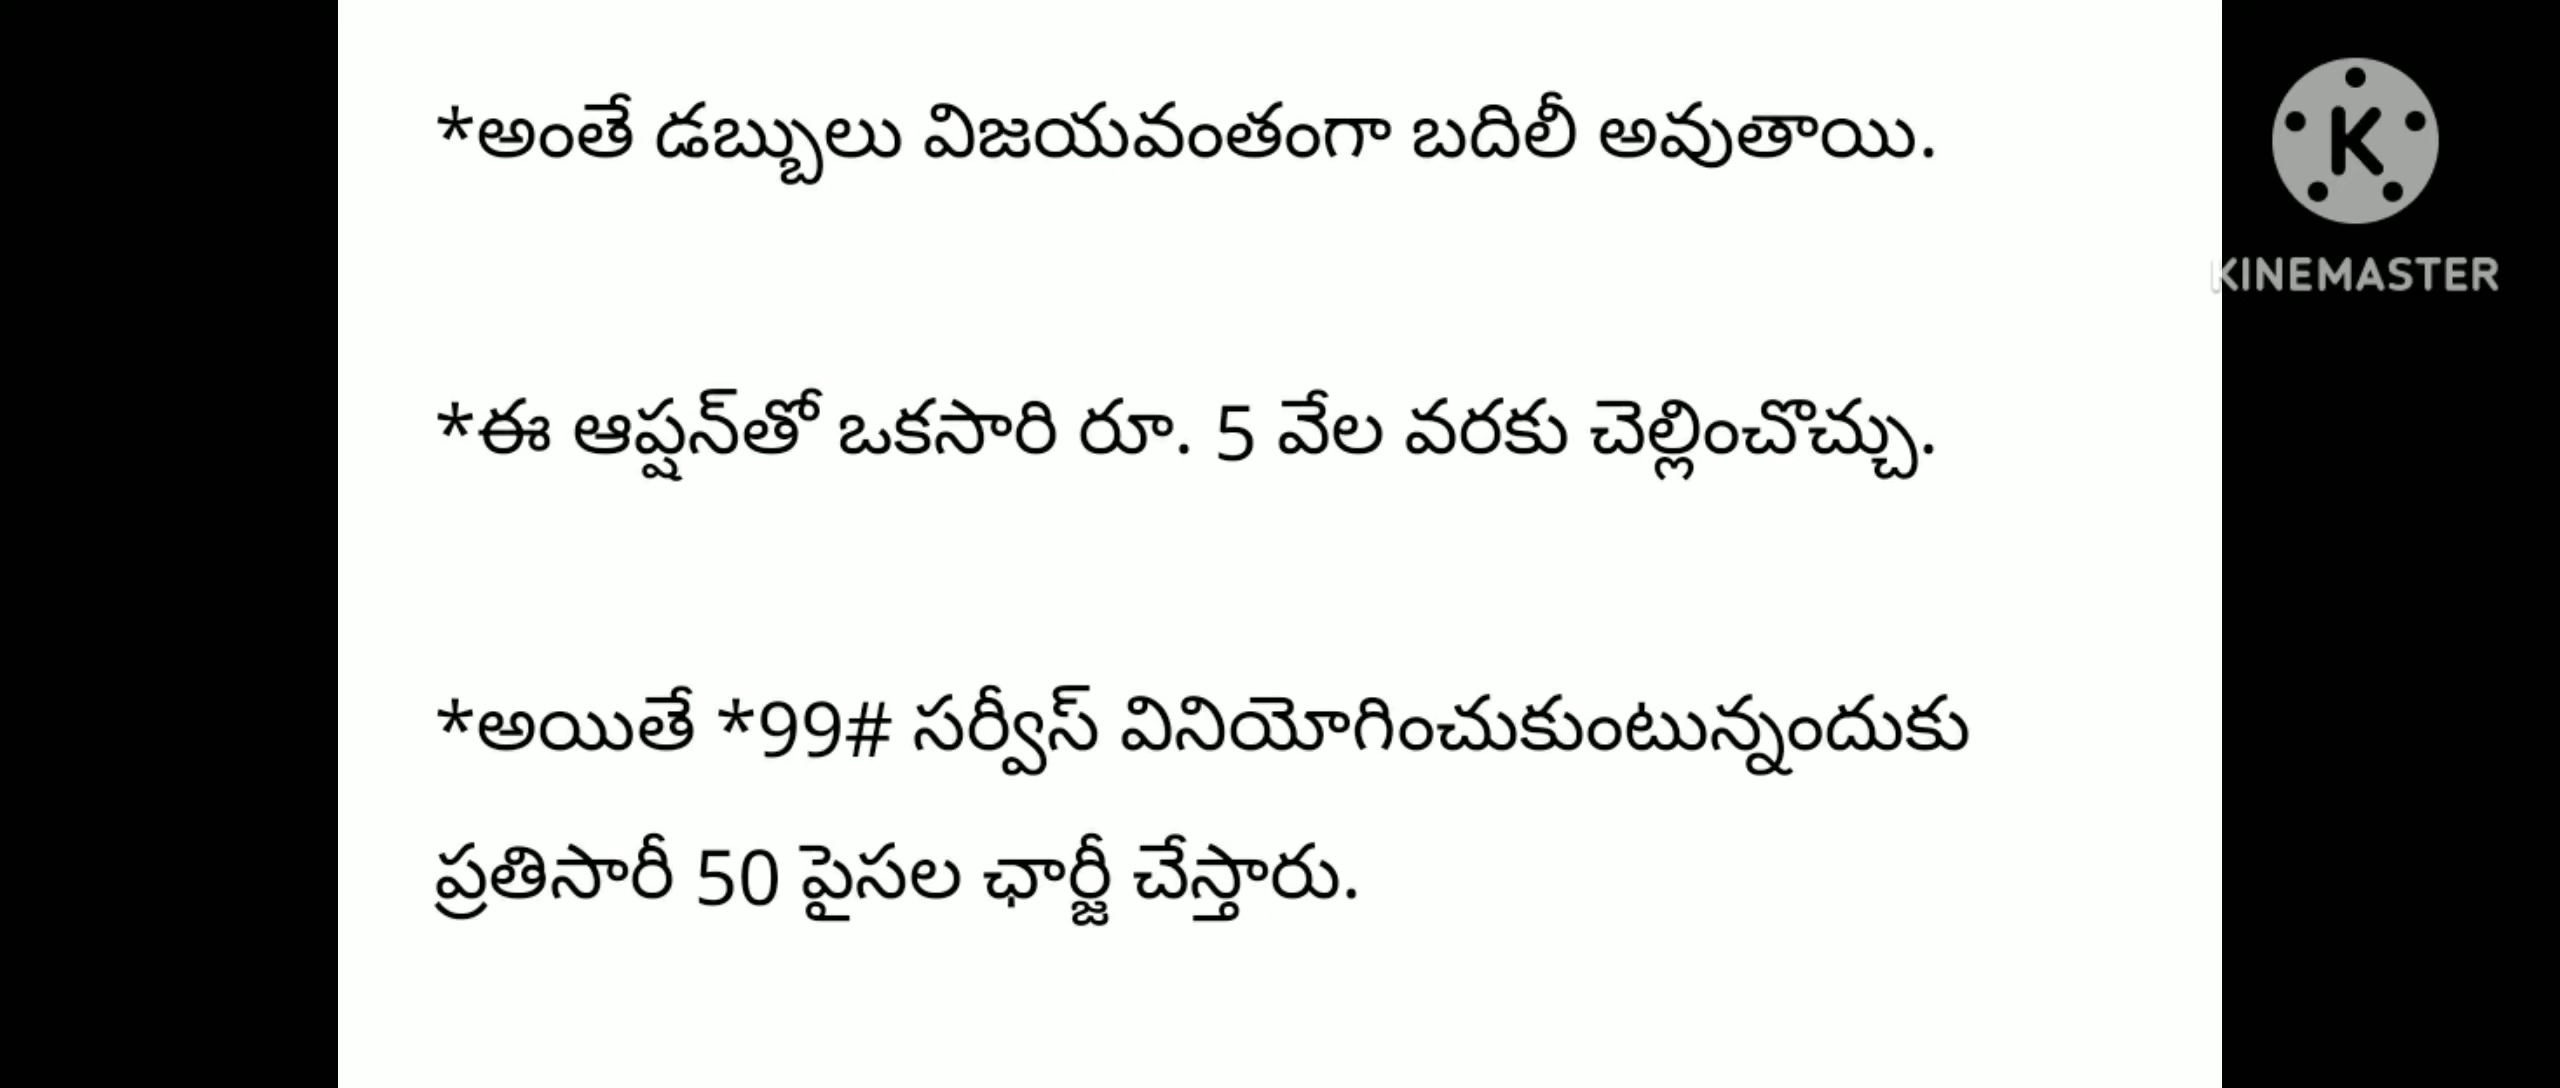 *అంతే డబ్బులు విజయవంతంగా బదిలీ అవుతాయి.
KINEMASTER
*ఈ ఆప్షన్‌తో ఒకసారి రూ. 5 వేల వరకు చెల్లించొచ్చు.
*అయితే *99# సర్వీస్ వినియోగించుకుంటున్నందుకు
ప్రతిసారీ 50 పైసల ఛార్జీ చేస్తారు.